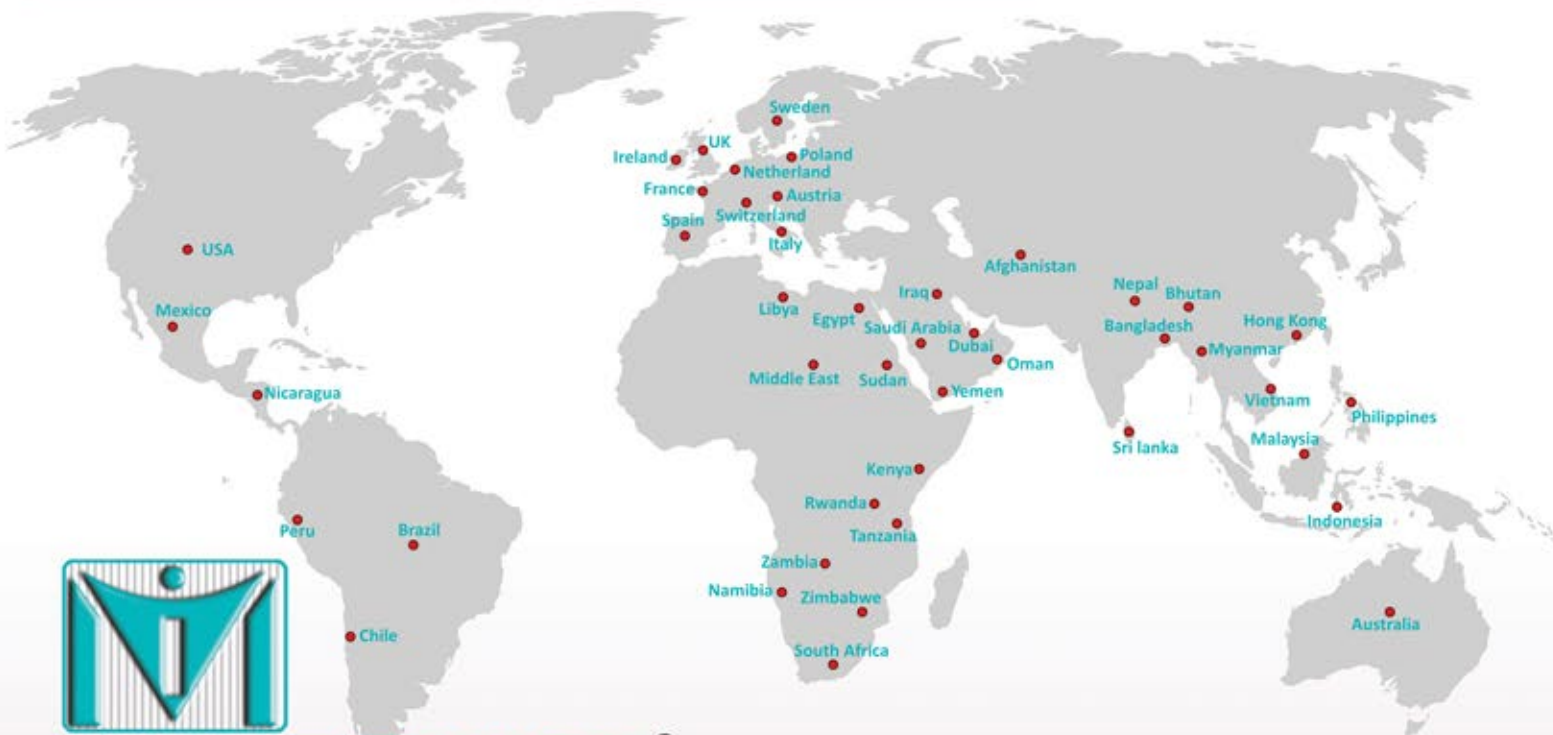 Sweden
UK
Ireland
Poland
Netherland
France
Austria
Switzerland
Spain
Italy
USA
Afghanistan
Mexico
Libya
Egypt
Iraq
Saudi Arabia
Dubai
Nepal
Bhutan
Bangladesh
Hong Kong
Myanmar
Oman
Middle East
Sudan
Yemen
Nicaragua
Vietnam
Philippines
Sri lanka
Malaysia
Kenya
Rwanda
Indonesia
Peru
Brazil
Tanzania
Zambia
Namibia
Zimbabwe
Australia
Chile
South Africa